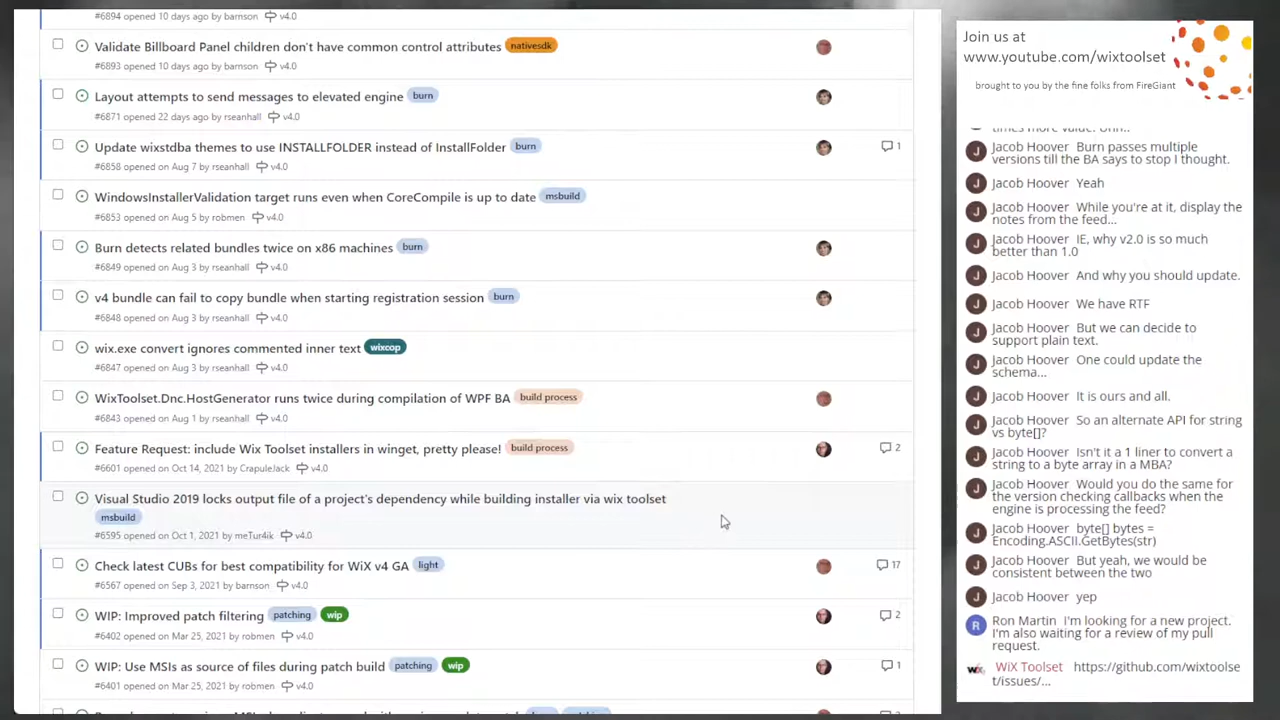 #6894 opened 10 days ago by barnson v4.0
Validate Billboard Panel children don't have common control attributes nativesdk
#6893 opened 10 days ago by barnson v4.0
Layout attempts to send messages to elevated engine burn
#6871 opened 22 days ago by rseanhall v4.0
Update wixstdba themes to use INSTALLFOLDER instead of InstallFolder burn 1
#6858 opened on Aug 7 by rseanhall v4.0
WindowsInstallerValidation target runs even when CoreCompile is up to date msbuild
#6853 opened on Aug 5 by robmen v4.0
Burn detects related bundles twice on x86 machines burn
#6849 opened on Aug 3 by rseanhall v4.0
v4 bundle can fail to copy bundle when starting registration session burn
#6848 opened on Aug 3 by rseanhall v4.0
wix.exe convert ignores commented inner text wixcop
#6847 opened on Aug 3 by rseanhall v4.0
WixToolset.Dnc.HostGenerator runs twice during compilation of WPF BA build process
#6843 opened on Aug 1 by rseanhall v4.0
Feature Request: include Wix Toolset installers in winget, pretty please! build process 2
#6601 opened on Oct 14, 2021 by CrapuleJack v4.0
Visual Studio 2019 locks output file of a project's dependency while building installer via wix toolset
msbuild
#6595 opened on Oct 1, 2021 by meTur4ik v4.0
Check latest CUBs for best compatibility for WiX v4 GA light 17
#6567 opened on Sep 3, 2021 by barnson v4.0
WIP: Improved patch filtering patching wip 2
#6402 opened on Mar 25, 2021 by robmen v4.0
WIP: Use MSIs as source of files during patch build patching wip 1
#6401 opened on Mar 25, 2021 by robmen v4.0
Join us at
www.youtube.com/wixtoolset
brought to you by the fine folks from FireGiant
times more value.
J Jacob Hoover Burn passes multiple
versions till the BA says to stop I thought.
J Jacob Hoover Yeah
J Jacob Hoover While you're at it, display the
notes from the feed...
J Jacob Hoover IE, why v2.0 is so much
better than 1.0
J Jacob Hoover And why you should update.
J Jacob Hoover We have RTF
J Jacob Hoover But we can decide to
support plain text.
J Jacob Hoover One could update the
schema...
J Jacob Hoover It is ours and all.
J Jacob Hoover So an alternate API for string
vs byte[]?
J Jacob Hoover Isn't it a 1 liner to convert a
string to a byte array in a MBA?
J Jacob Hoover Would you do the same for
the version checking callbacks when the
engine is processing the feed?
J Jacob Hoover byte[] bytes =
Encoding.ASCII.GetBytes(str)
J Jacob Hoover But yeah, we would be
consistent between the two
J Jacob Hoover yep
R Ron Martin I'm looking for a new project.
I'm also waiting for a review of my pull
request.
WiX WiX Toolset https://github.com/wixtoolse
t/issues/...